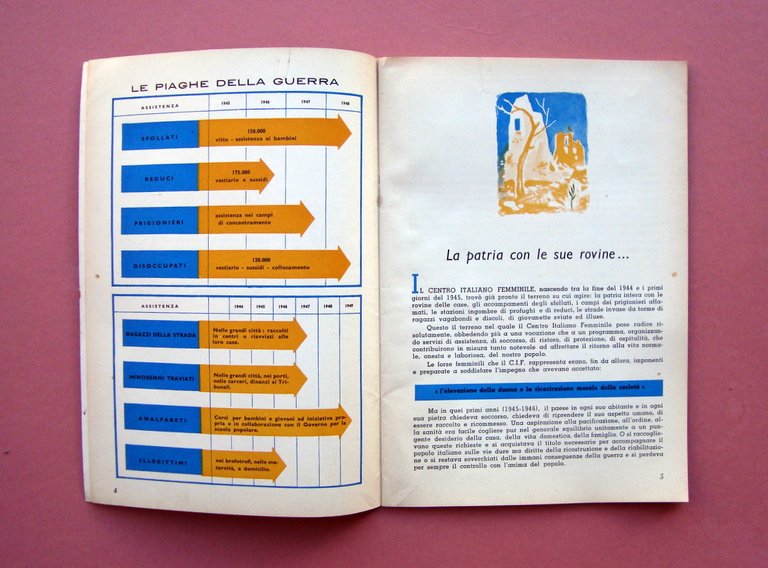 LE PIAGHE DELLA GUERRA
ASSISTENZA 1945 1946 1947 1948
SFOLLATI
150.000
vitto - assistenza ai bambini
REDUCI
175.000
vestiario e sussidi
PRIGIONIERI
assistenza nei campi
di concentramento
DISOCCUPATI
120.000
vestiario - sussidi - collocamento
ASSISTENZA 1944 1945 1946 1947 1948 1949
RAGAZZI DELLA STRADA
Nelle grandi città: raccolti
in centri o riavviati alle
loro case.
MINORENNI TRAVIATI
Nelle grandi città, nei porti,
nelle carceri, dinanzi ai Tri-
bunali.
ANALFABETI
Corsi per bambini e giovani ad iniziativa pro-
pria o in collaborazione con il Governo per la
scuola popolare.
ILLEGITTIMI
nei brefotrofi, nelle ma-
ternità, a domicilio.
4
La patria con le sue rovine...
IL CENTRO ITALIANO FEMMINILE, nascendo tra la fine del 1944 e i primi
giorni del 1945, trovò già pronto il terreno su cui agire: la patria intera con le
rovine delle case, gli accampamenti degli sfollati, i campi dei prigionieri affa-
mati, le stazioni ingombre di profughi e di reduci, le strade invase da torme di
ragazzi vagabondi e discoli, di giovanette sviate ed illuse.
Questo il terreno nel quale il Centro Italiano Femminile poso radice ri-
solutamente, obbedendo più a una vocazione che a un programma, organizzan-
do servizi di assistenza, di soccorso, di ristoro, di protezione, di ospitalità, che
contribuirono in misura tanto notevole ad affrettare il ritorno alla vita norma-
le, onesta e laboriosa, del nostro popolo.
Le forze femminili che il C.I.F. rappresenta erano, fin da allora, imponenti
e preparate a soddisfare l'impegno che avevano accettato:
« l'elevazione della donna e la ricostruzione morale della società »
Ma in quei primi anni (1945-1946), il paese in ogni suo abitante e in ogni
sua pietra chiedeva soccorso, chiedeva di riprendere il suo aspetto umano, di
essere raccolto e ricommesso. Una aspirazione alla pacificazione, all'ordine, al-
la sanità era facile cogliere pur nel generale squilibrio unitamente a un pun-
gente desiderio della casa, della vita domestica, della famiglia. O si raccoglie-
vano queste richieste e si acquistava il titolo necessario per accompagnare il
popolo italiano sulle vie dure ma diritte della ricostruzione e della riabilitazio-
ne o si restava soverchiati dalle immani conseguenze della guerra e si perdeva
per sempre il controllo con l'anima del popolo.
5